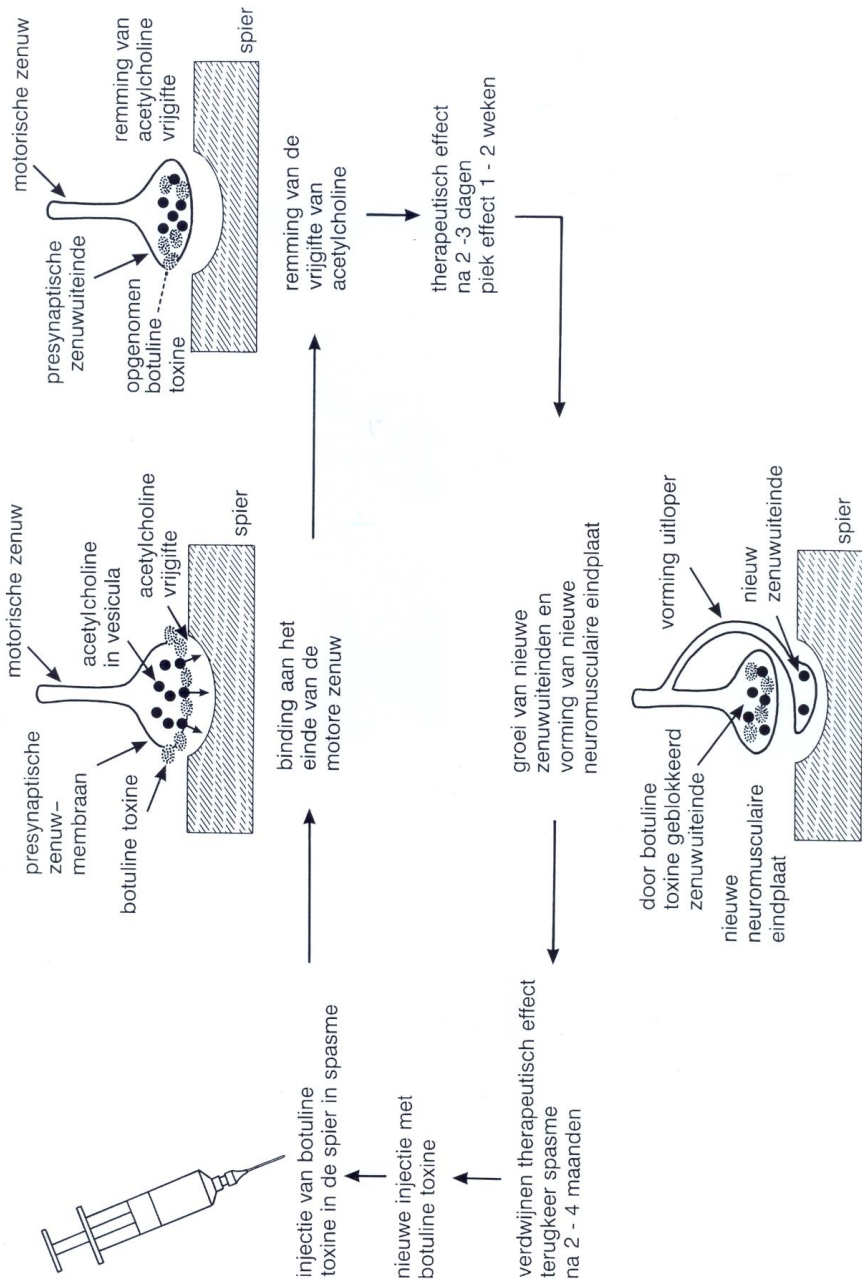 injectie van botuline
toxine in de spier in spasme
nieuwe injectie met
botuline toxine
verdwijnen therapeutisch effect
terugkeer spasme
na 2 - 4 maanden
motorische zenuw
presynaptische
zenuw-
membraan
botuline toxine
acetylcholine
in vesicula
acetylcholine
vrijgifte
spier
binding aan het
einde van de
motore zenuw
motorische zenuw
presynaptische
zenuwuiteinde
opgenomen
botuline
toxine
remming van
acetylcholine
vrijgifte
spier
remming van de
vrijgifte van
acetylcholine
therapeutisch effect
na 2 -3 dagen
piek effect 1 - 2 weken
groei van nieuwe
zenuwuiteinden en
vorming van nieuwe
neuromusculaire eindplaat
door botuline
toxine geblokkeerd
zenuwuiteinde
nieuwe
neuromusculaire
eindplaat
vorming uitloper
nieuw
zenuwuiteinde
spier